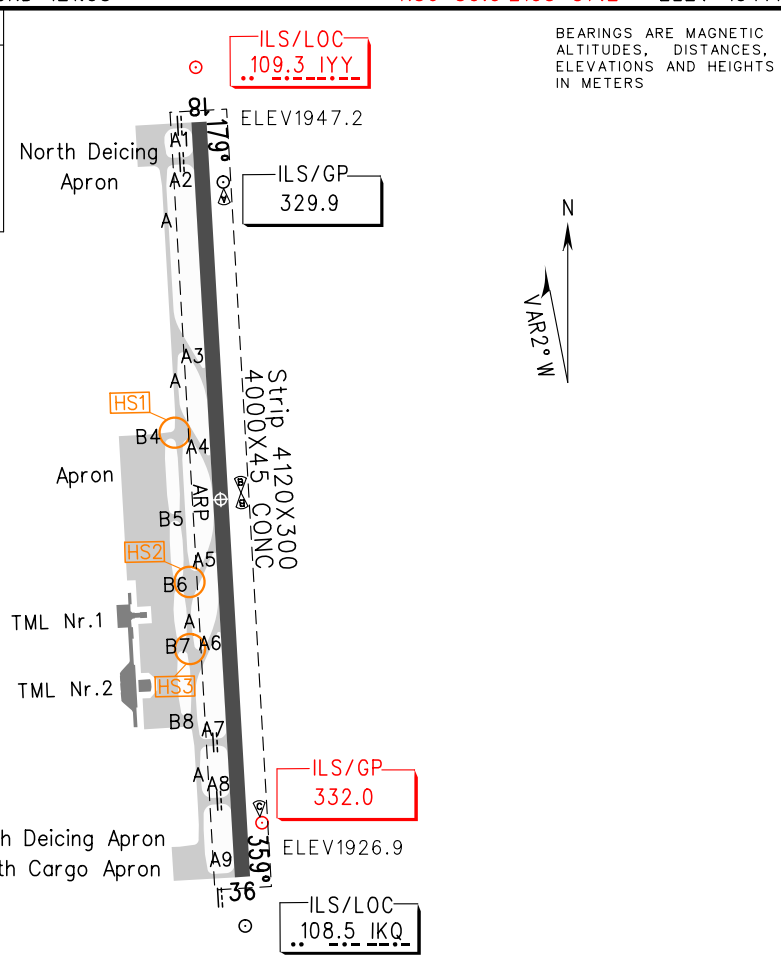 BEARINGS ARE MAGNETIC
ALTITUDES, DISTANCES,
ELEVATIONS AND HEIGHTS
IN METERS
ILS/LOC
109.3 IYY
18
179°
ELEV1947.2
A1
North Deicing
Apron
A2
ILS/GP
329.9
A
N
VAR2°W
A3
A
Strip 4120X300
4000X45 CONC
HS1
B4
A4
Apron
ARP
B5
HS2
A5
B6
TML Nr.1
A
B7
A6
TML Nr.2
HS3
B8
A7
A
A8
ILS/GP
332.0
Deicing Apron
Cargo Apron
A9
359°
ELEV1926.9
36
ILS/LOC
108.5 IKQ